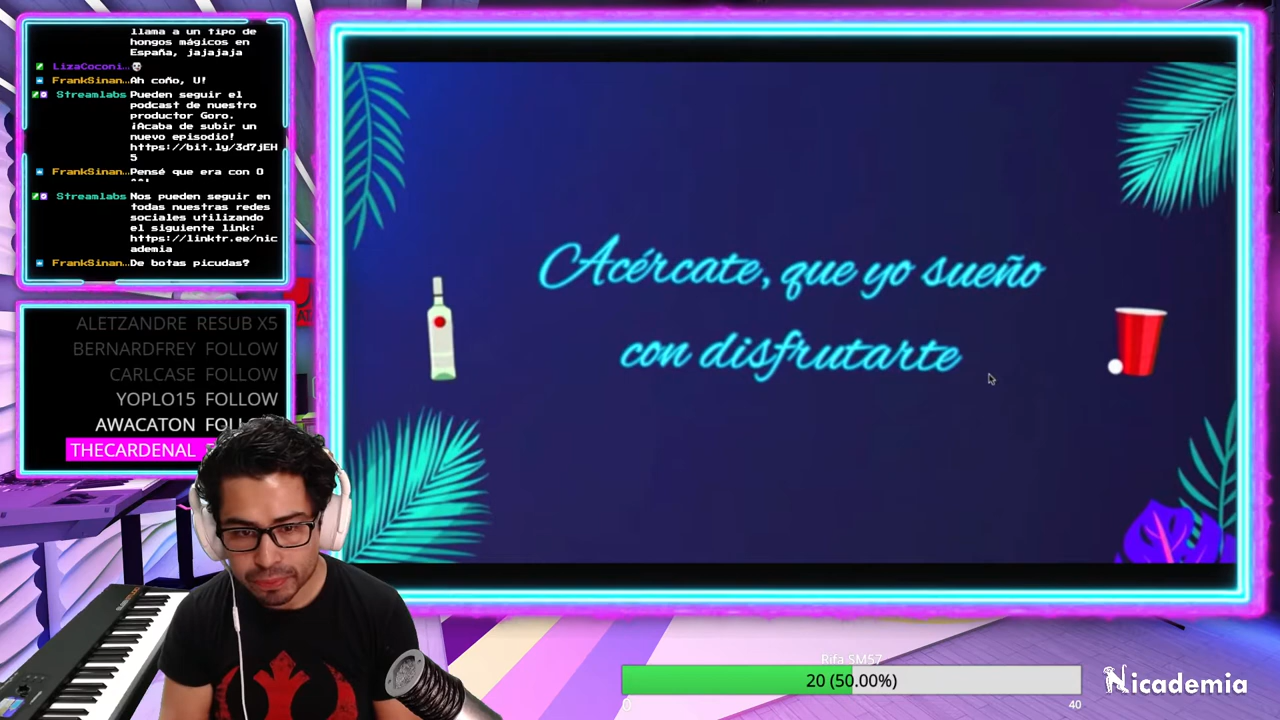 llama a un tipo de
hongos mágicos en
España, jajajaja
LizaCoconi…
FrankSinan… Ah coño, U!
Streamlabs Pueden seguir el
podcast de nuestro
productor Goro.
¡Acaba de subir un
nuevo episodio!
https://bit.ly/3d7jEH
5
FrankSinan… Pensé que era con O
Streamlabs Nos pueden seguir en
todas nuestras redes
sociales utilizando
el siguiente link:
https://linktr.ee/nic
ademia
FrankSinan… De botas picudas?
ALETZANDRE RESUB X5
BERNARDFREY FOLLOW
CARLCASE FOLLOW
YOPLO15 FOLLOW
AWACATON
THECARDENAL
Acércate, que yo sueño
con disfrutarte
Rifa SM57
20 (50.00%)
0
40
Nicademia